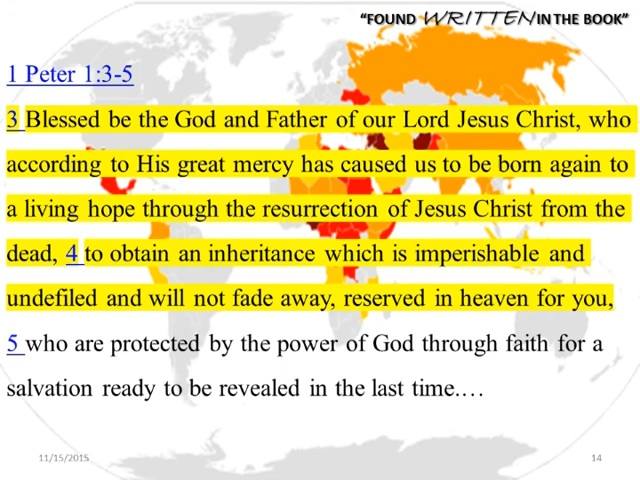 “FOUND WRITTEN IN THE BOOK”
1 Peter 1:3-5
3 Blessed be the God and Father of our Lord Jesus Christ, who
according to His great mercy has caused us to be born again to
a living hope through the resurrection of Jesus Christ from the
dead, 4 to obtain an inheritance which is imperishable and
undefiled and will not fade away, reserved in heaven for you,
5 who are protected by the power of God through faith for a
salvation ready to be revealed in the last time.…
11/15/2015
14